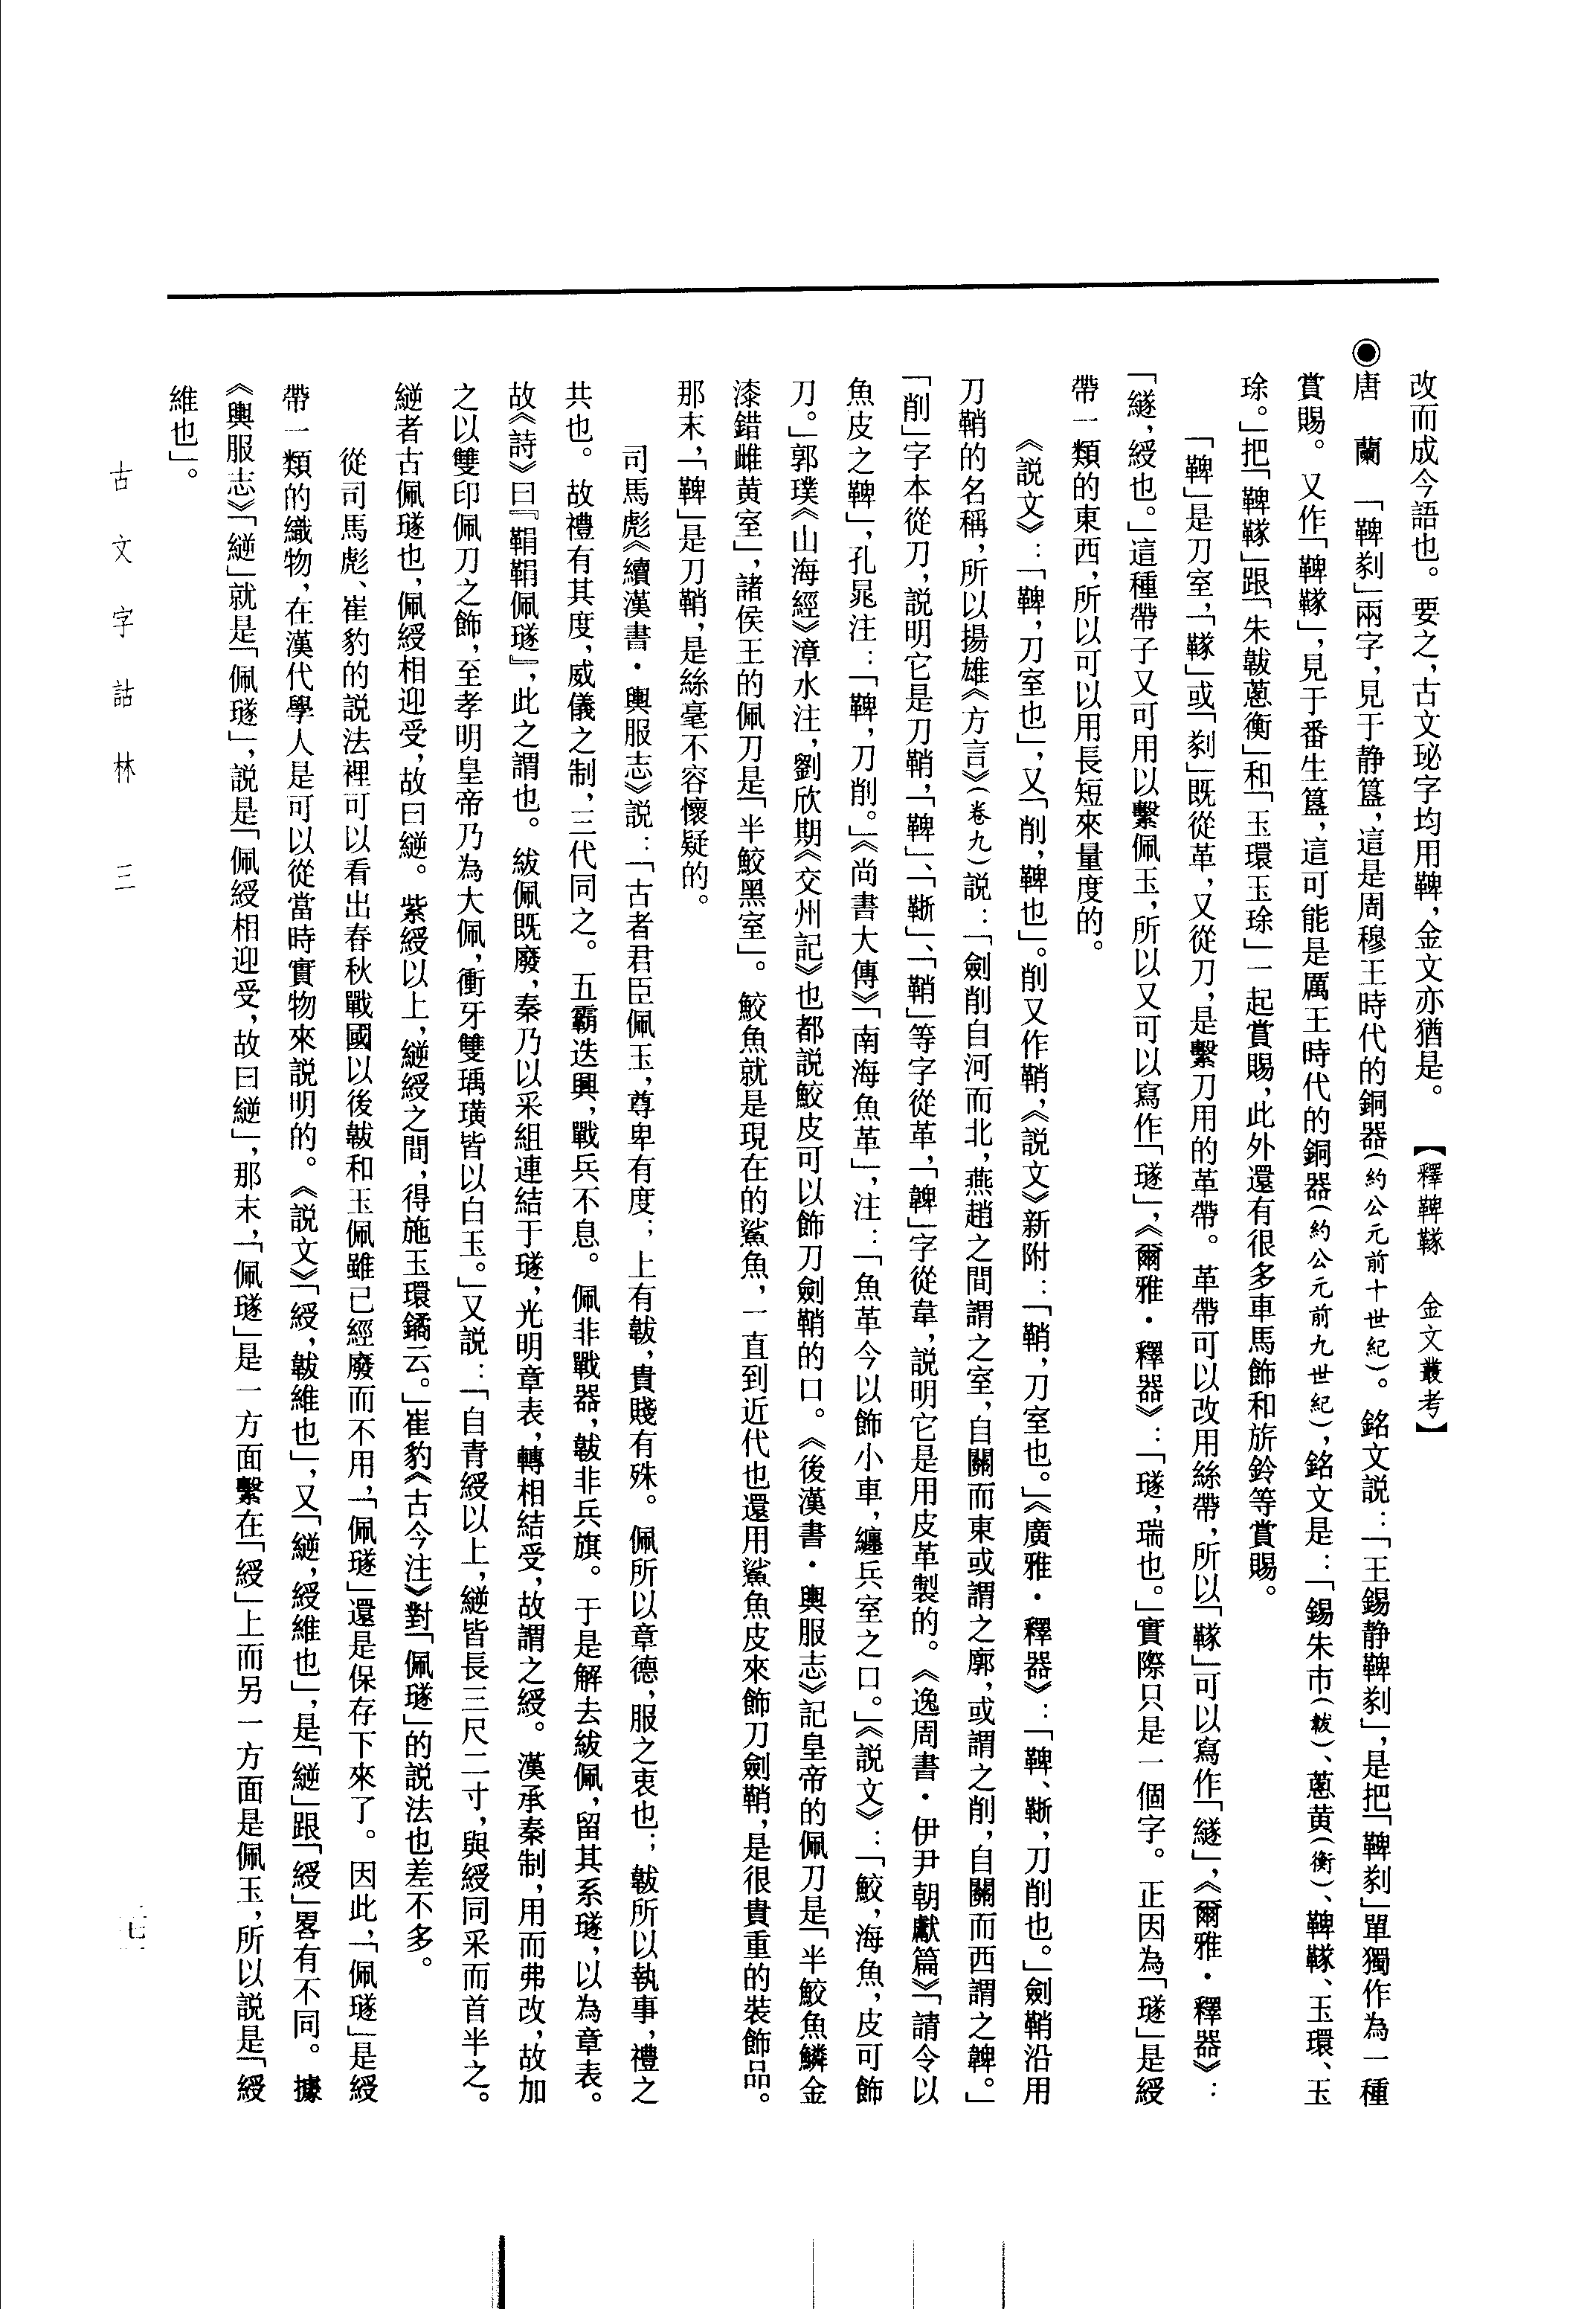 改而成今語也。要之，古文珌字均用鞞，金文亦猶是。　【釋鞞䩙　金文叢考】
◉唐　蘭　「鞞剢」兩字，見于静簋，這是周穆王時代的銅器(約公元前十世紀)。銘文説：「王錫静鞞剢」，是把「鞞剢」單獨作為一種
賞賜。又作「鞞䩙」，見于番生簋，這可能是厲王時代的銅器(約公元前九世紀)，銘文是：「錫朱巿(韍)、蔥黄(衡)、鞞䩙、玉環、玉
瑹。」把「鞞䩙」跟「朱韍蔥衡」和「玉環玉瑹」一起賞賜，此外還有很多車馬飾和旂鈴等賞賜。
「鞞」是刀室，「䩙」或「剢」既從革，又從刀，是繫刀用的革帶。革帶可以改用絲帶，所以「䩙」可以寫作「繸」，《爾雅・釋器》：
「繸，綬也。」這種帶子又可用以繫佩玉，所以又可以寫作「璲」，《爾雅・釋器》：「璲，瑞也。」實際只是一個字。正因為「璲」是綬
帶一類的東西，所以可以用長短來量度的。
《説文》：「鞞，刀室也」，又「削，鞞也」。削又作鞘，《説文》新附：「鞘，刀室也。」《廣雅・釋器》：「鞞、鞩，刀削也。」劍鞘沿用
刀鞘的名稱，所以揚雄《方言》(卷九)説：「劍削自河而北，燕趙之間謂之室，自關而東或謂之廓，或謂之削，自關而西謂之鞞。」
「削」字本從刀，説明它是刀鞘，「鞞」、「鞩」、「鞘」等字從革，「韠」字從韋，説明它是用皮革製的。《逸周書・伊尹朝獻篇》「請令以
魚皮之鞞」，孔晁注：「鞞，刀削。」《尚書大傳》「南海魚革」，注：「魚革今以飾小車，纏兵室之口。」《説文》：「鮫，海魚，皮可飾
刀。」郭璞《山海經》漳水注，劉欣期《交州記》也都説鮫皮可以飾刀劍鞘的口。《後漢書・輿服志》記皇帝的佩刀是「半鮫魚鱗金
漆錯雌黄室」，諸侯王的佩刀是「半鮫黑室」。鮫魚就是現在的鯊魚，一直到近代也還用鯊魚皮來飾刀劍鞘，是很貴重的裝飾品。
那末，「鞞」是刀鞘，是絲毫不容懷疑的。
司馬彪《續漢書・輿服志》説：「古者君臣佩玉，尊卑有度；上有韍，貴賤有殊。佩所以章德，服之衷也；韍所以執事，禮之
共也。故禮有其度，威儀之制，三代同之。五霸迭興，戰兵不息。佩非戰器，韍非兵旗。于是解去紱佩，留其系璲，以為章表。
故《詩》曰『鞙鞙佩璲』，此之謂也。紱佩既廢，秦乃以采組連結于璲，光明章表，轉相結受，故謂之綬。漢承秦制，用而弗改，故加
之以雙印佩刀之飾，至孝明皇帝乃為大佩，衝牙雙瑀璜皆以白玉。」又説：「自青綬以上，縌皆長三尺二寸，與綬同采而首半之。
縌者古佩璲也，佩綬相迎受，故曰縌。紫綬以上，縌綬之間，得施玉環鐍云。」崔豹《古今注》對「佩璲」的説法也差不多。
從司馬彪、崔豹的説法裡可以看出春秋戰國以後韍和玉佩雖已經廢而不用，「佩璲」還是保存下來了。因此，「佩璲」是綬
帶一類的織物，在漢代學人是可以從當時實物來説明的。《説文》「綬，韍維也」，又「縌，綬維也」，是「縌」跟「綬」畧有不同。據
《輿服志》「縌」就是「佩璲」，説是「佩綬相迎受，故曰縌」，那末，「佩璲」是一方面繫在「綬」上而另一方面是佩玉，所以説是「綬
維也」。
古文字詁林　三